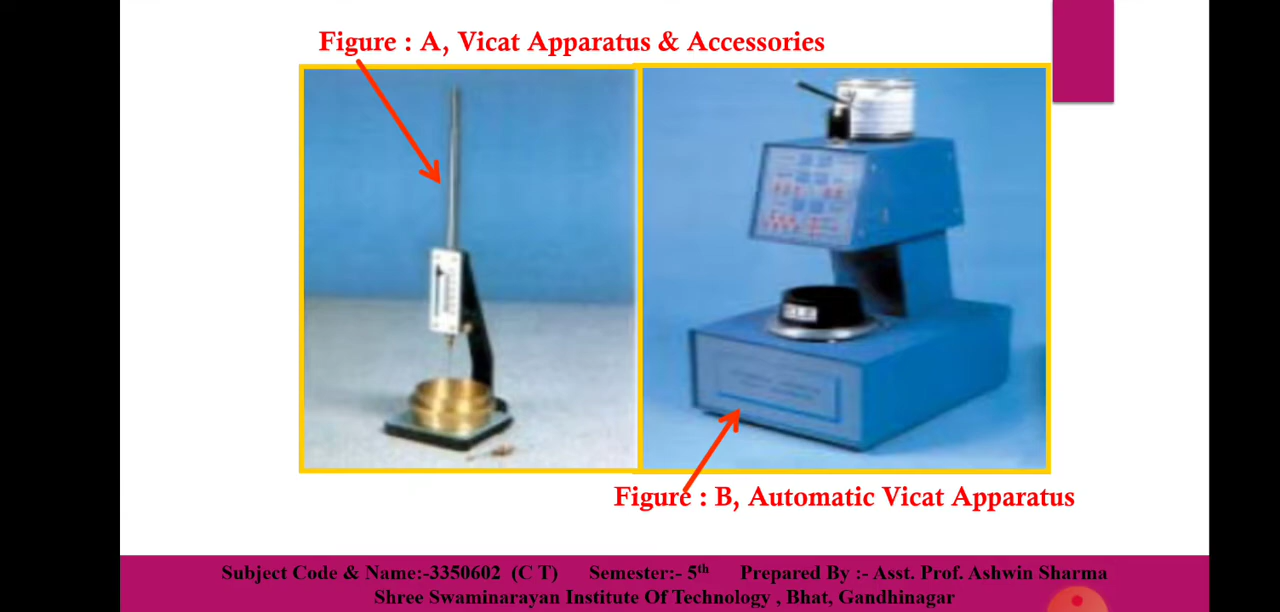 Figure : A, Vicat Apparatus & Accessories
Figure : B, Automatic Vicat Apparatus
Subject Code & Name:-3350602 (C T) Semester:- 5th Prepared By :- Asst. Prof. Ashwin Sharma
Shree Swaminarayan Institute Of Technology , Bhat, Gandhinagar